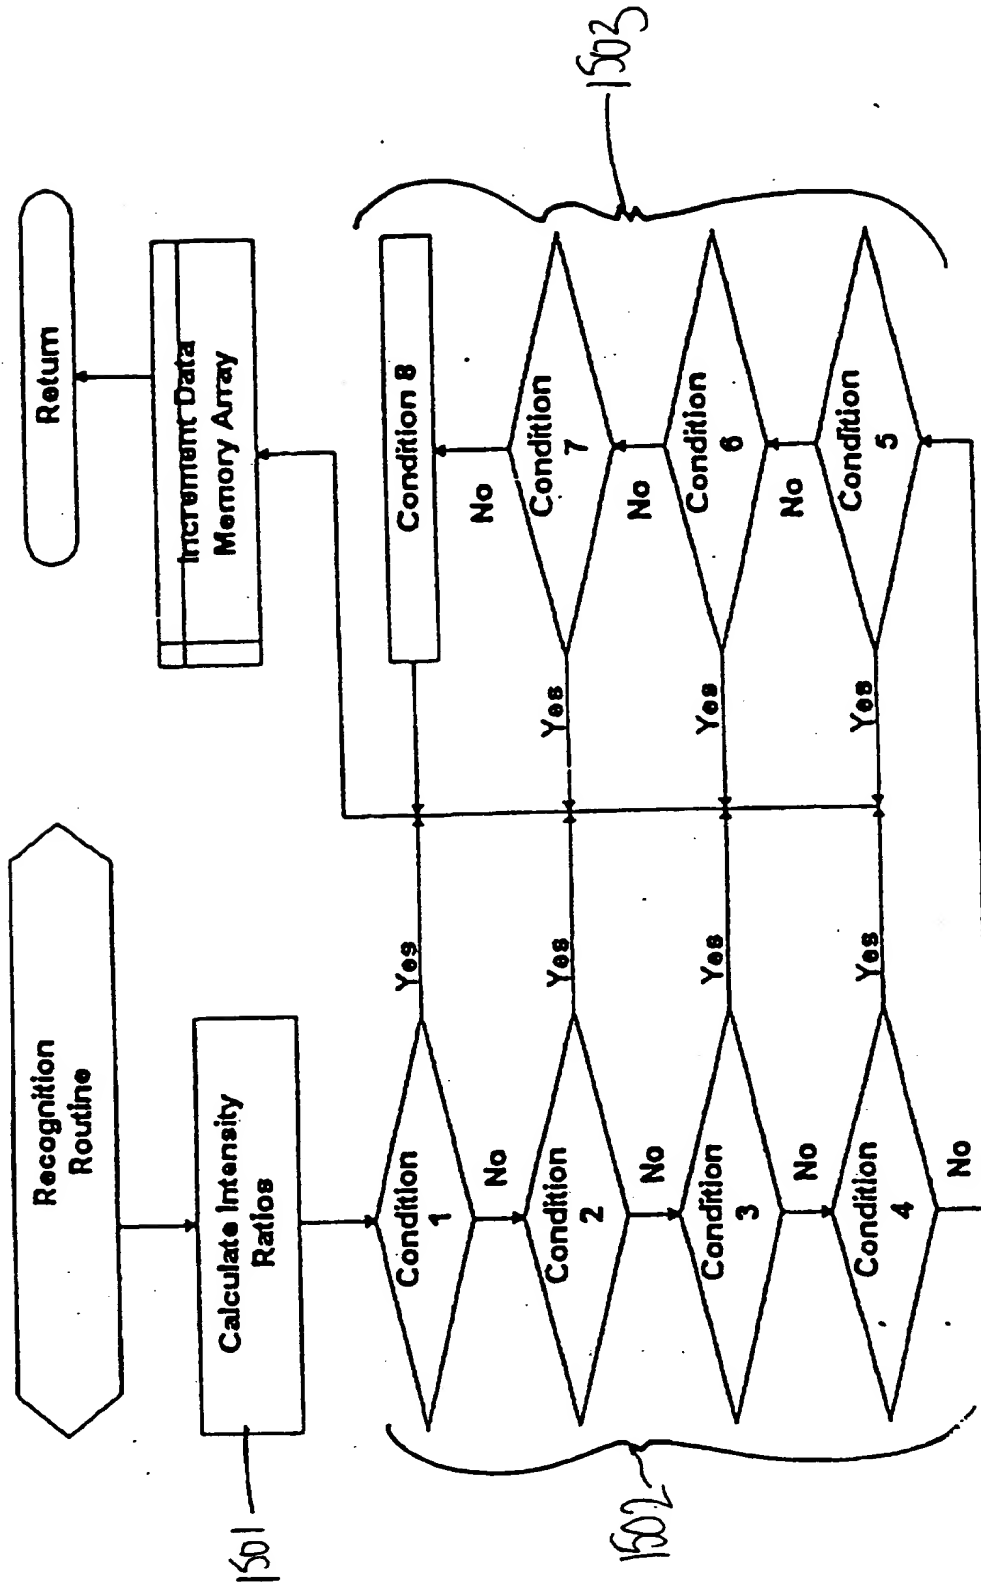 Recognition
Routine
Calculate Intensity
Ratios
1501
Condition
1
Yes
No
Condition
2
Yes
No
Condition
3
Yes
No
Condition
4
Yes
No
1502
Return
Increment Data
Memory Array
Condition 8
No
Condition
7
Yes
No
Condition
6
Yes
No
Condition
5
Yes
1503